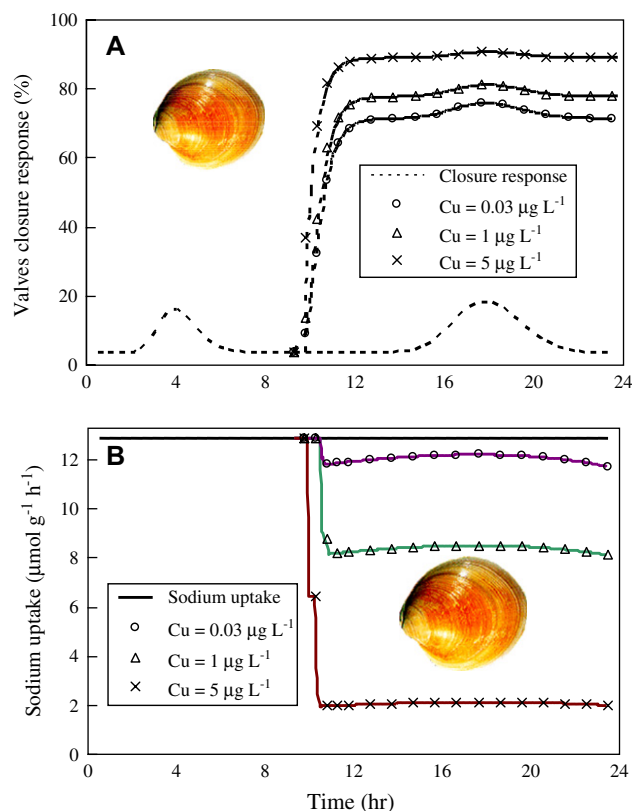 A
100
80
60
40
20
0
Valves closure response (%)
Closure response
Cu = 0.03 µg L⁻¹
Cu = 1 µg L⁻¹
Cu = 5 µg L⁻¹
0
4
8
12
16
20
24
B
12
10
8
6
4
2
0
Sodium uptake (µmol g⁻¹ h⁻¹)
Sodium uptake
Cu = 0.03 µg L⁻¹
Cu = 1 µg L⁻¹
Cu = 5 µg L⁻¹
0
4
8
12
16
20
24
Time (hr)